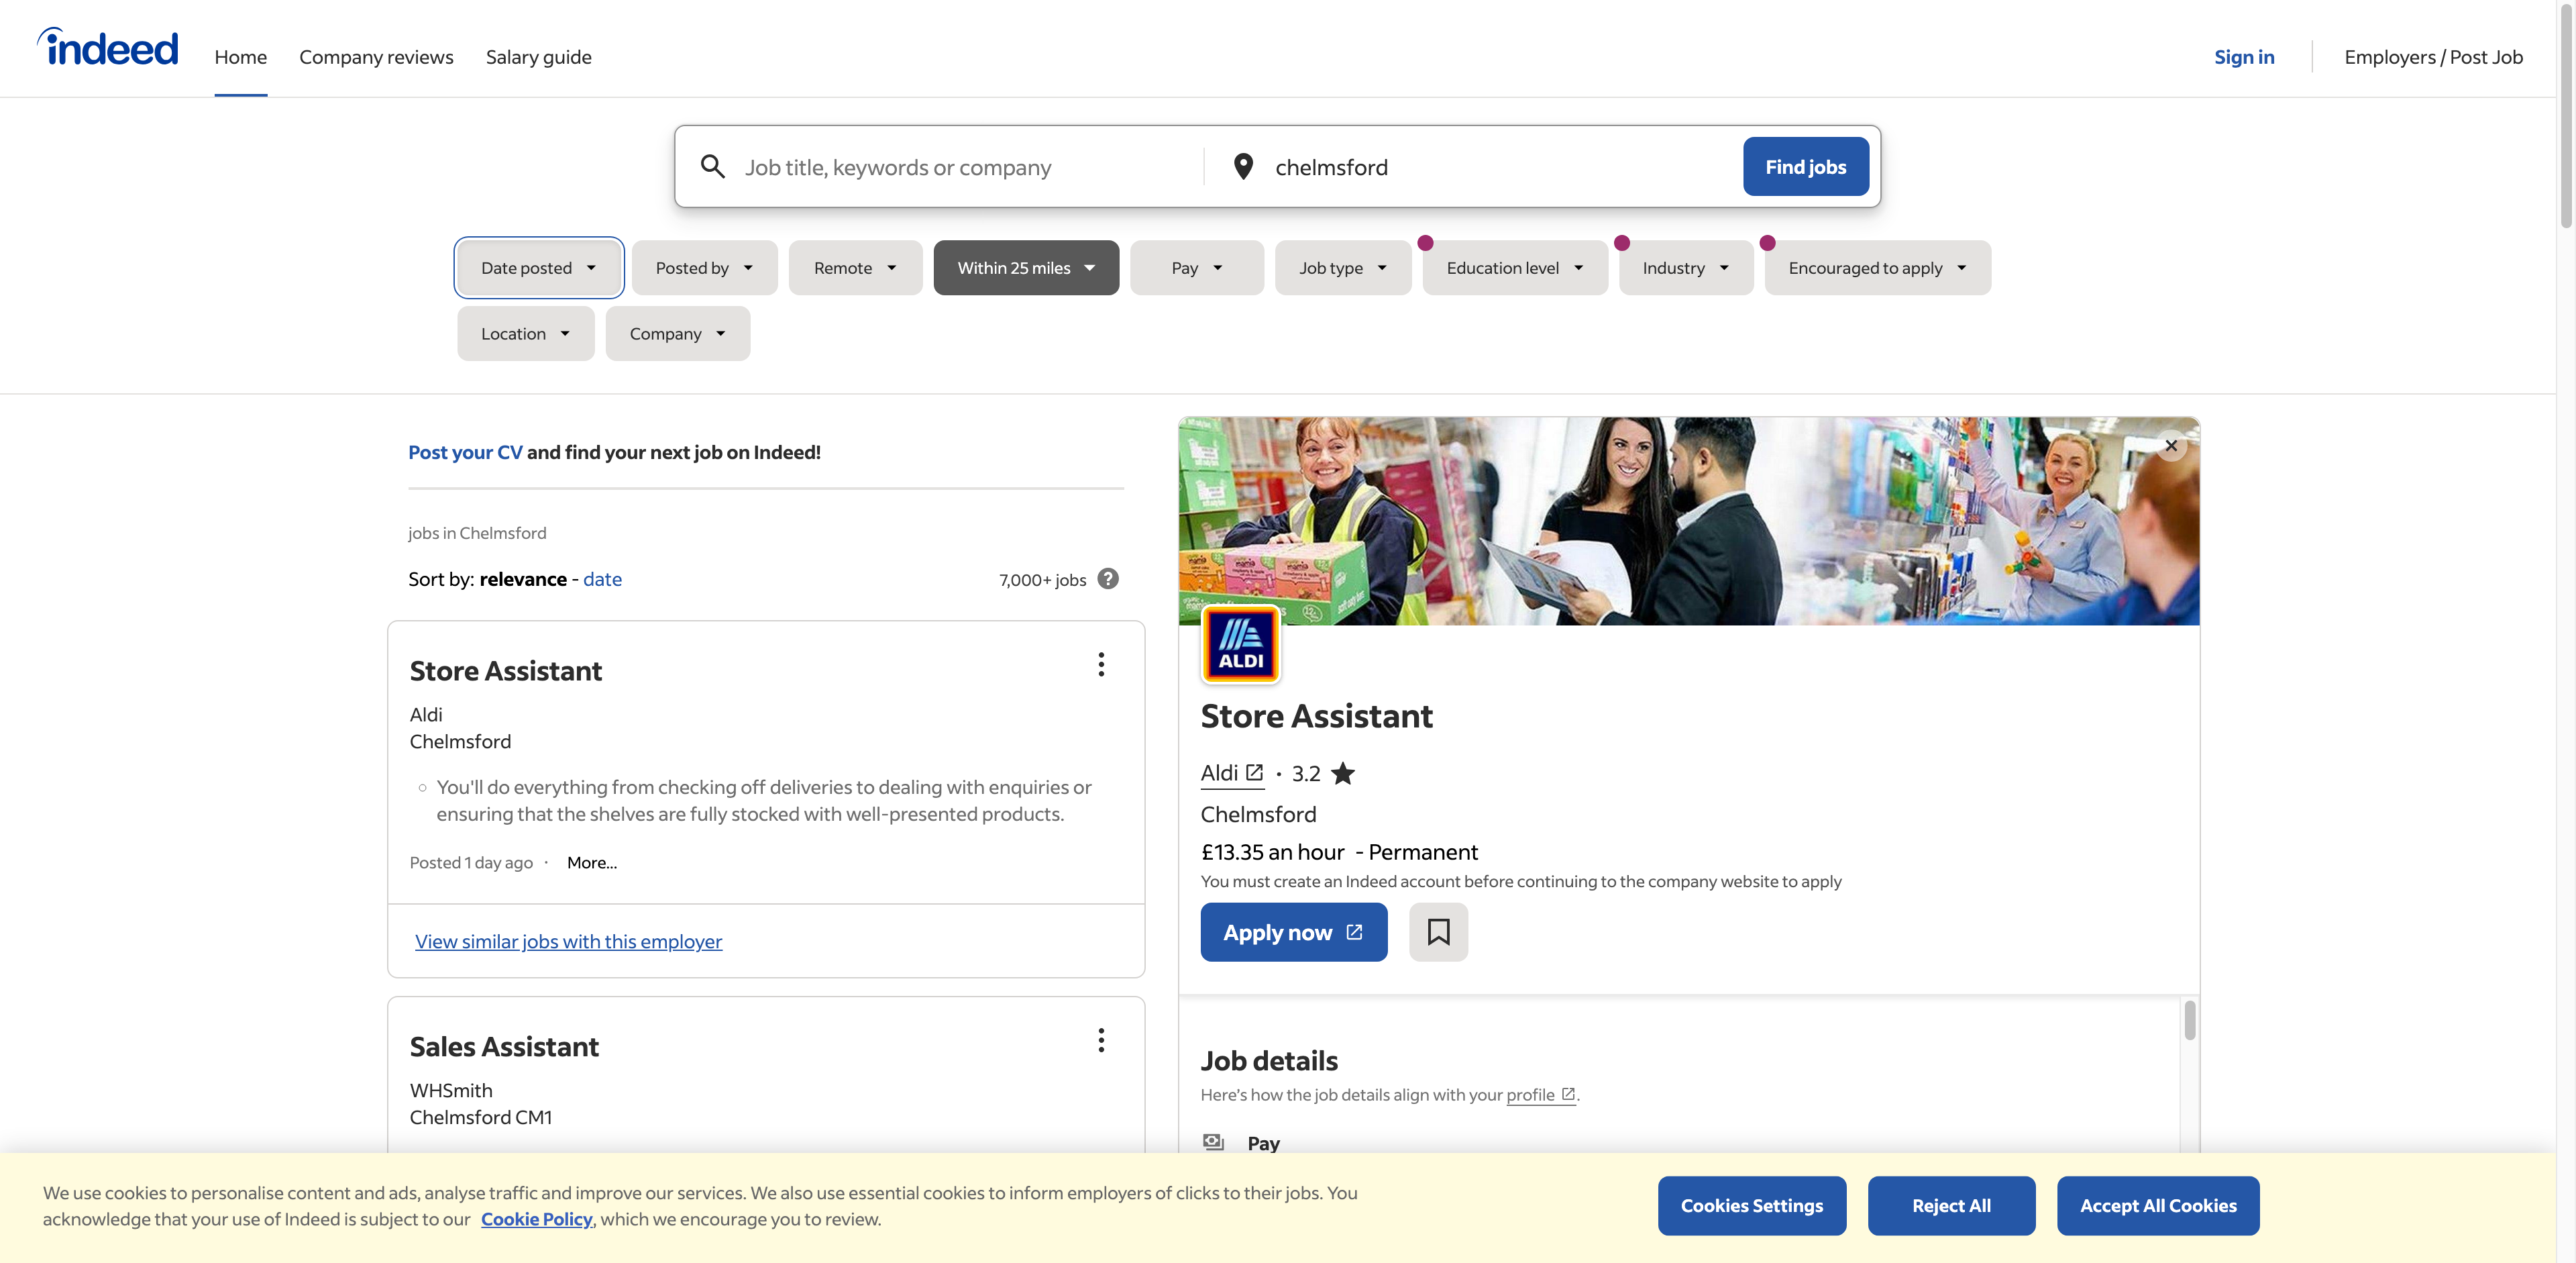 indeed
Home
Company reviews
Salary guide
Sign in
Employers / Post Job
Job title, keywords or company
chelmsford
Find jobs
Date posted
Posted by
Remote
Within 25 miles
Pay
Job type
Education level
Industry
Encouraged to apply
Location
Company
Post your CV and find your next job on Indeed!
jobs in Chelmsford
Sort by: relevance - date
7,000+ jobs
Store Assistant
Aldi
Chelmsford
You'll do everything from checking off deliveries to dealing with enquiries or
ensuring that the shelves are fully stocked with well-presented products.
Posted 1 day ago · More...
View similar jobs with this employer
Sales Assistant
WHSmith
Chelmsford CM1
ALDI
Store Assistant
Aldi · 3.2
Chelmsford
£13.35 an hour - Permanent
You must create an Indeed account before continuing to the company website to apply
Apply now
Job details
Here's how the job details align with your profile.
Pay
We use cookies to personalise content and ads, analyse traffic and improve our services. We also use essential cookies to inform employers of clicks to their jobs. You
acknowledge that your use of Indeed is subject to our Cookie Policy, which we encourage you to review.
Cookies Settings
Reject All
Accept All Cookies